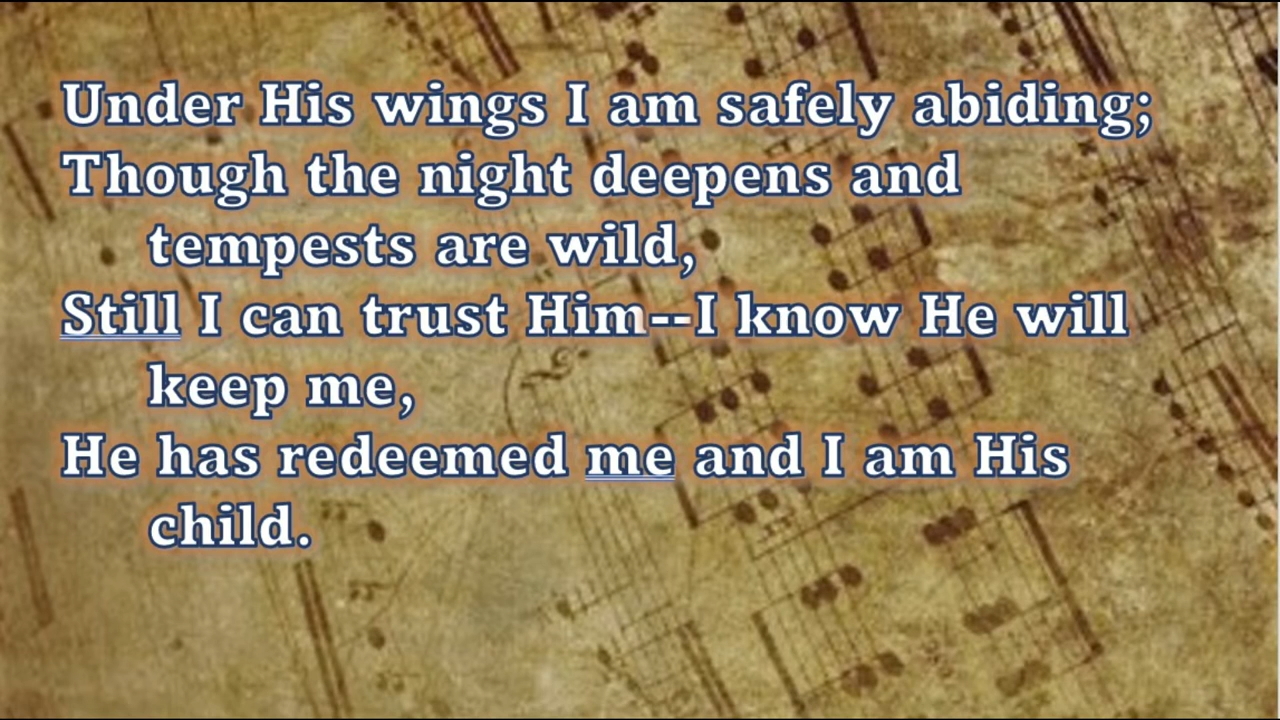 Under His wings I am safely abiding;
Though the night deepens and
tempests are wild,
Still I can trust Him--I know He will
keep me,
He has redeemed me and I am His
child.